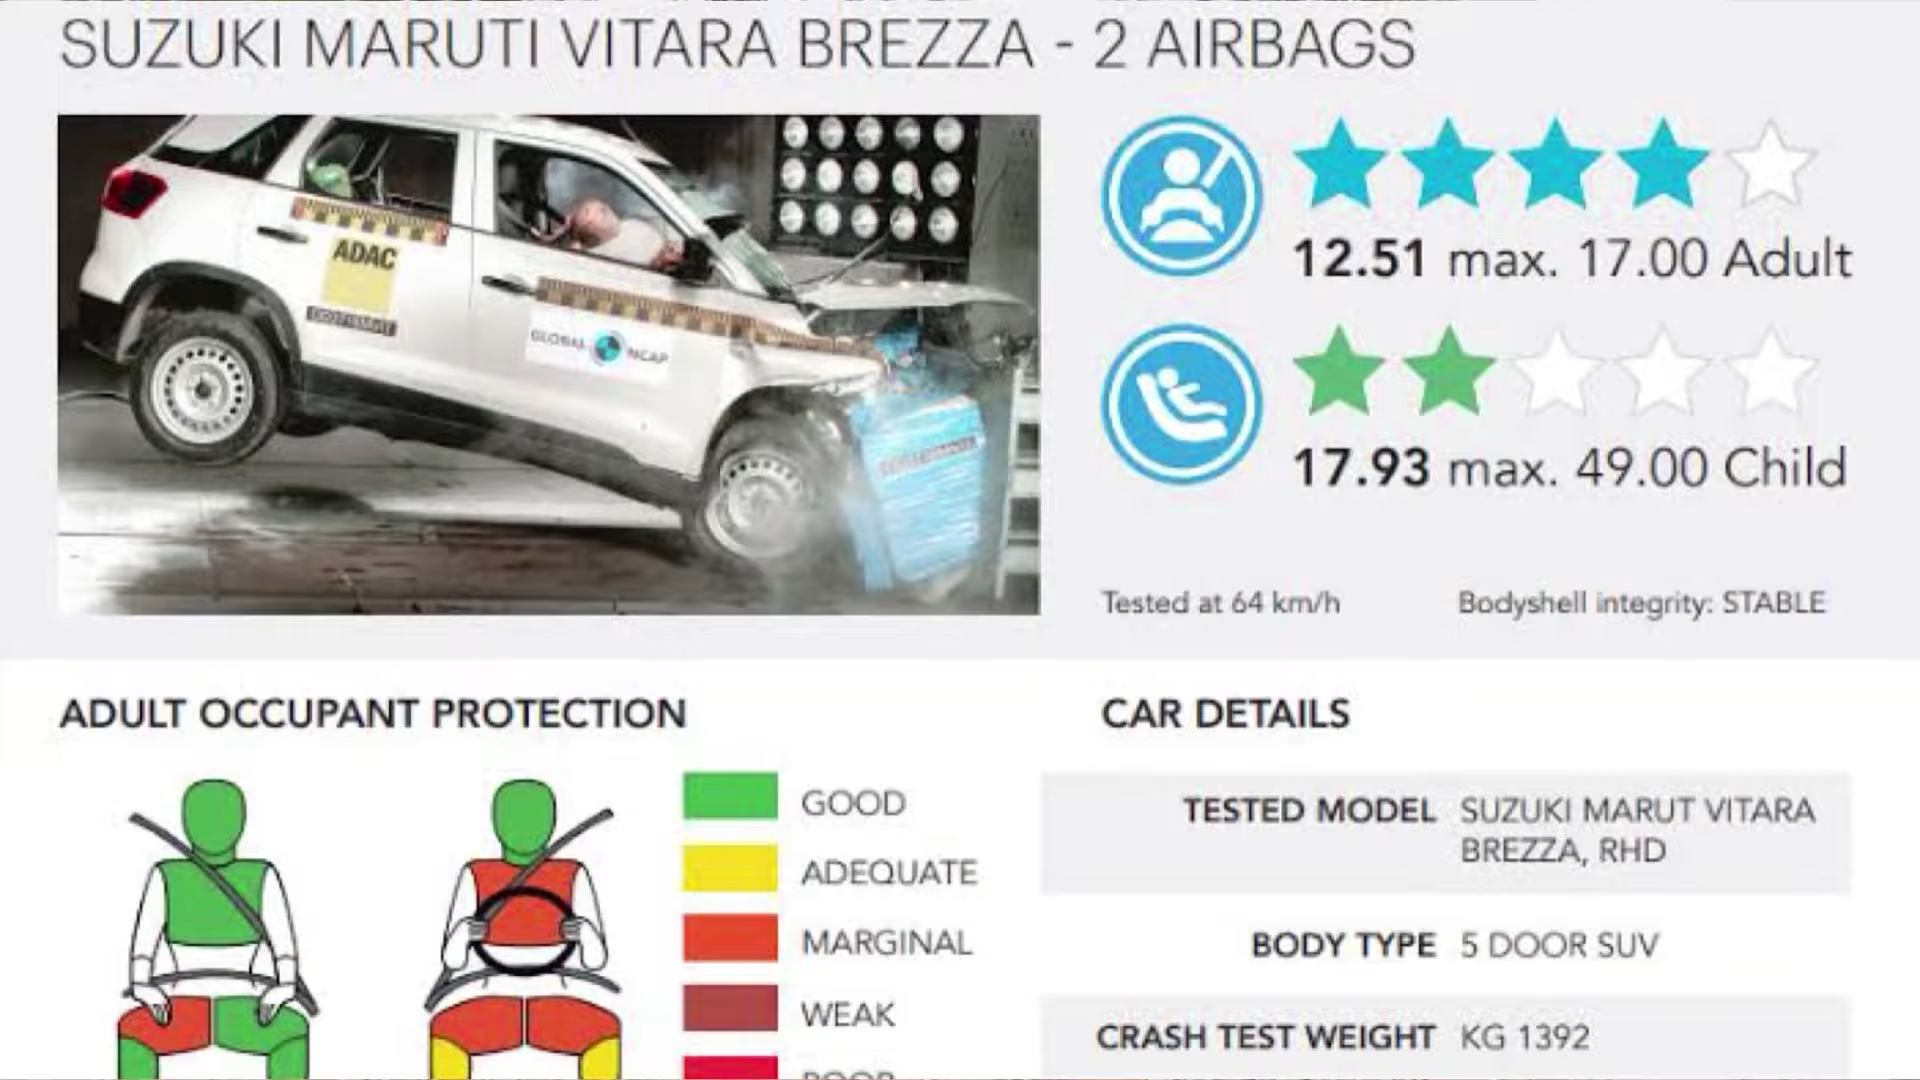 SUZUKI MARUTI VITARA BREZZA - 2 AIRBAGS
ADAC
GLOBAL NCAP
12.51 max. 17.00 Adult
17.93 max. 49.00 Child
Tested at 64 km/h
Bodyshell integrity: STABLE
ADULT OCCUPANT PROTECTION
GOOD
ADEQUATE
MARGINAL
WEAK
POOR
CAR DETAILS
TESTED MODEL SUZUKI MARUT VITARA
BREZZA, RHD
BODY TYPE 5 DOOR SUV
CRASH TEST WEIGHT KG 1392